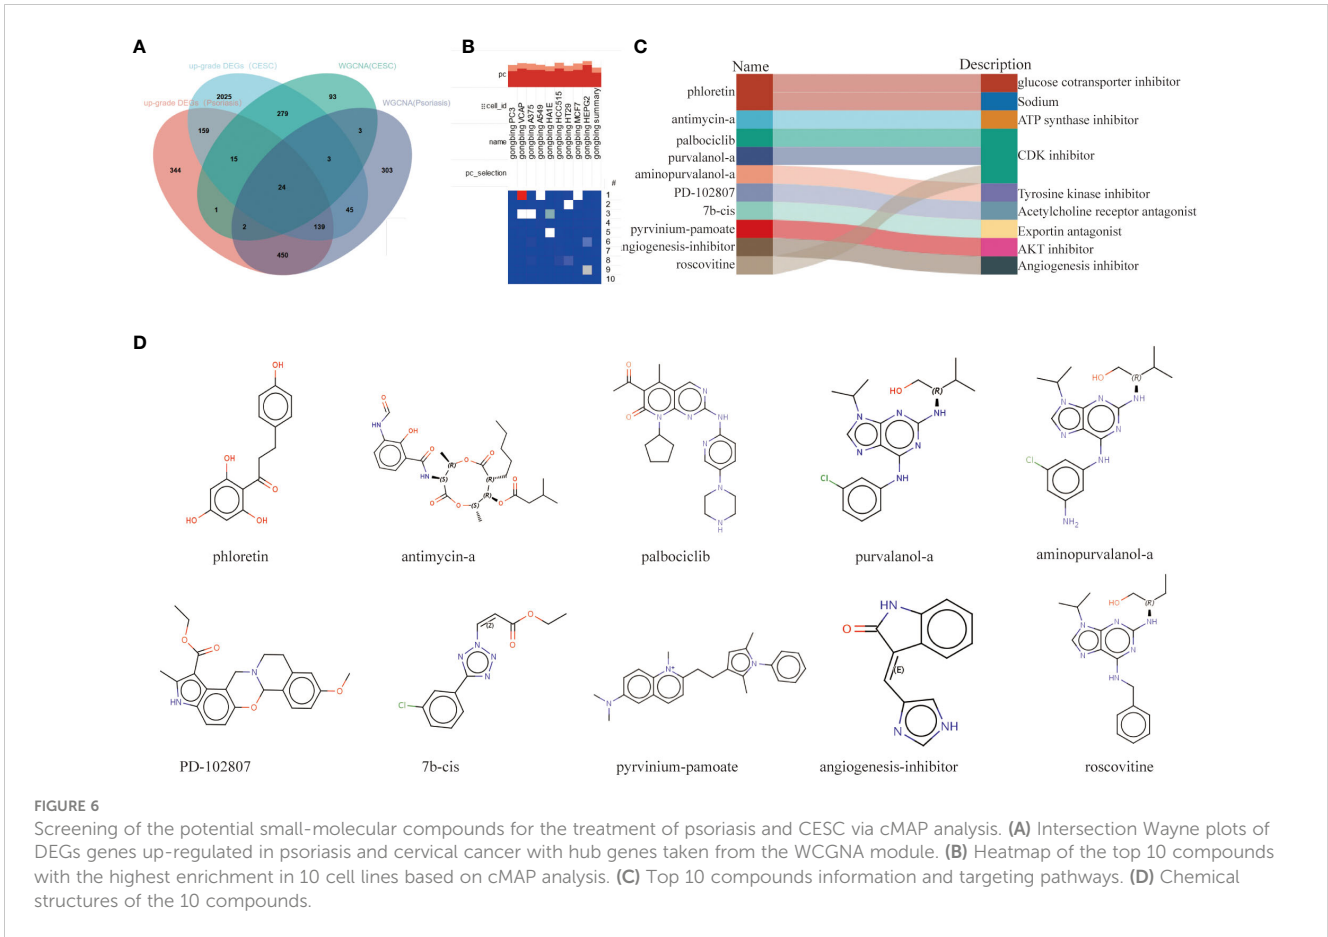 A
up-grade DEGs（CESC）
WGCNA(CESC)
up-grade DEGs（Psoriasis）
WGCNA(Psoriasis)
2025
93
279
159
3
344
15
3
303
24
1
45
2
139
450
B
pc
cell_id
gongbing PC3
gongbing VCAP
gongbing A375
gongbing A549
gongbing HA1E
gongbing HCC515
gongbing HT29
gongbing MCF7
gongbing HEPG2
gongbing summary
name
pc_selection
#
1
2
3
4
5
6
7
8
9
10
C
Name
Description
phloretin
antimycin-a
palbociclib
purvalanol-a
aminopurvalanol-a
PD-102807
7b-cis
pyrvinium-pamoate
ngiogenesis-inhibitor
roscovitine
glucose cotransporter inhibitor
Sodium
ATP synthase inhibitor
CDK inhibitor
Tyrosine kinase inhibitor
Acetylcholine receptor antagonist
Exportin antagonist
AKT inhibitor
Angiogenesis inhibitor
D
phloretin
antimycin-a
palbociclib
purvalanol-a
aminopurvalanol-a
PD-102807
7b-cis
pyrvinium-pamoate
angiogenesis-inhibitor
roscovitine
FIGURE 6
Screening of the potential small-molecular compounds for the treatment of psoriasis and CESC via cMAP analysis. (A) Intersection Wayne plots of
DEGs genes up-regulated in psoriasis and cervical cancer with hub genes taken from the WCGNA module. (B) Heatmap of the top 10 compounds
with the highest enrichment in 10 cell lines based on cMAP analysis. (C) Top 10 compounds information and targeting pathways. (D) Chemical
structures of the 10 compounds.